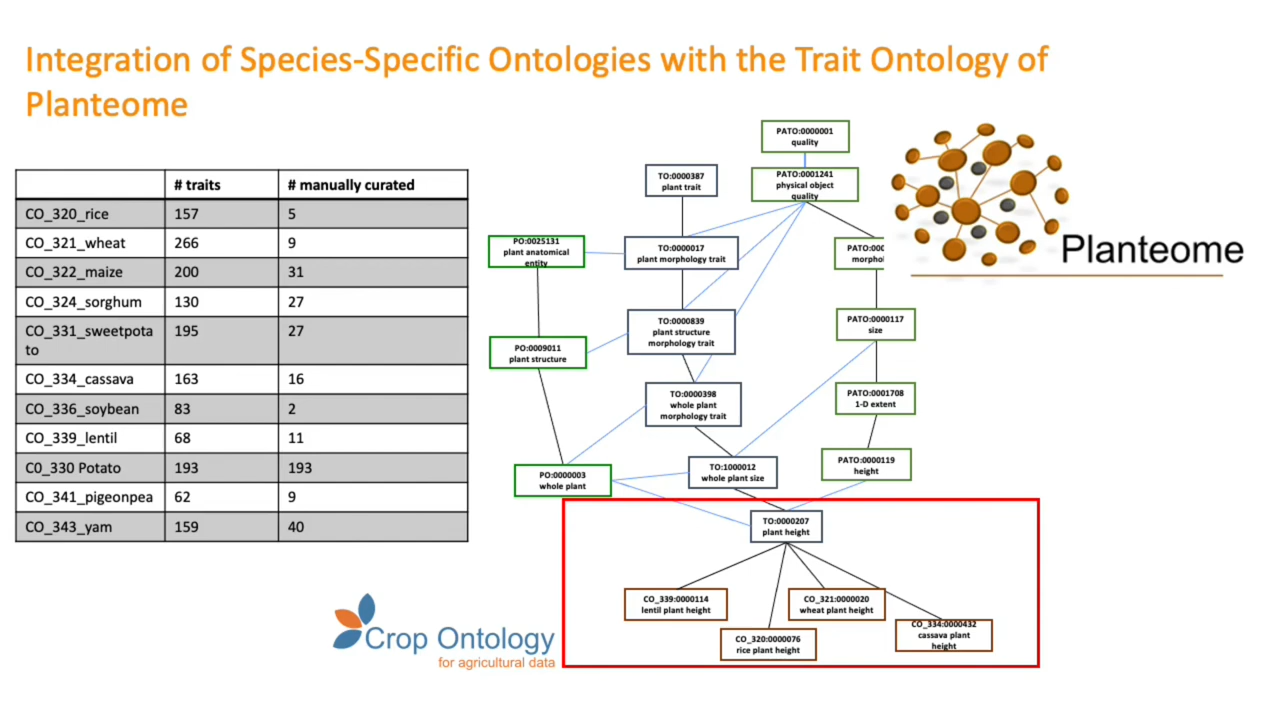 Integration of Species-Specific Ontologies with the Trait Ontology of
Planteome
# traits # manually curated
CO_320_rice 157 5
CO_321_wheat 266 9
CO_322_maize 200 31
CO_324_sorghum 130 27
CO_331_sweetpota 195 27
to
CO_334_cassava 163 16
CO_336_soybean 83 2
CO_339_lentil 68 11
C0_330 Potato 193 193
CO_341_pigeonpea 62 9
CO_343_yam 159 40
PATO:0000001
quality
TO:0000387
plant trait
PATO:0001241
physical object
quality
PO:0025131
plant anatomical
entity
TO:0000017
plant morphology trait
PATO:000
morphol
Planteome
TO:0000839
plant structure
morphology trait
PATO:0000117
size
PO:0009011
plant structure
TO:0000398
whole plant
morphology trait
PATO:0001708
1-D extent
PO:0000003
whole plant
TO:1000012
whole plant size
PATO:0000119
height
TO:0000207
plant height
CO_339:0000114
lentil plant height
CO_321:0000020
wheat plant height
CO_320:0000076
rice plant height
CO_334:0000432
cassava plant
height
Crop Ontology
for agricultural data